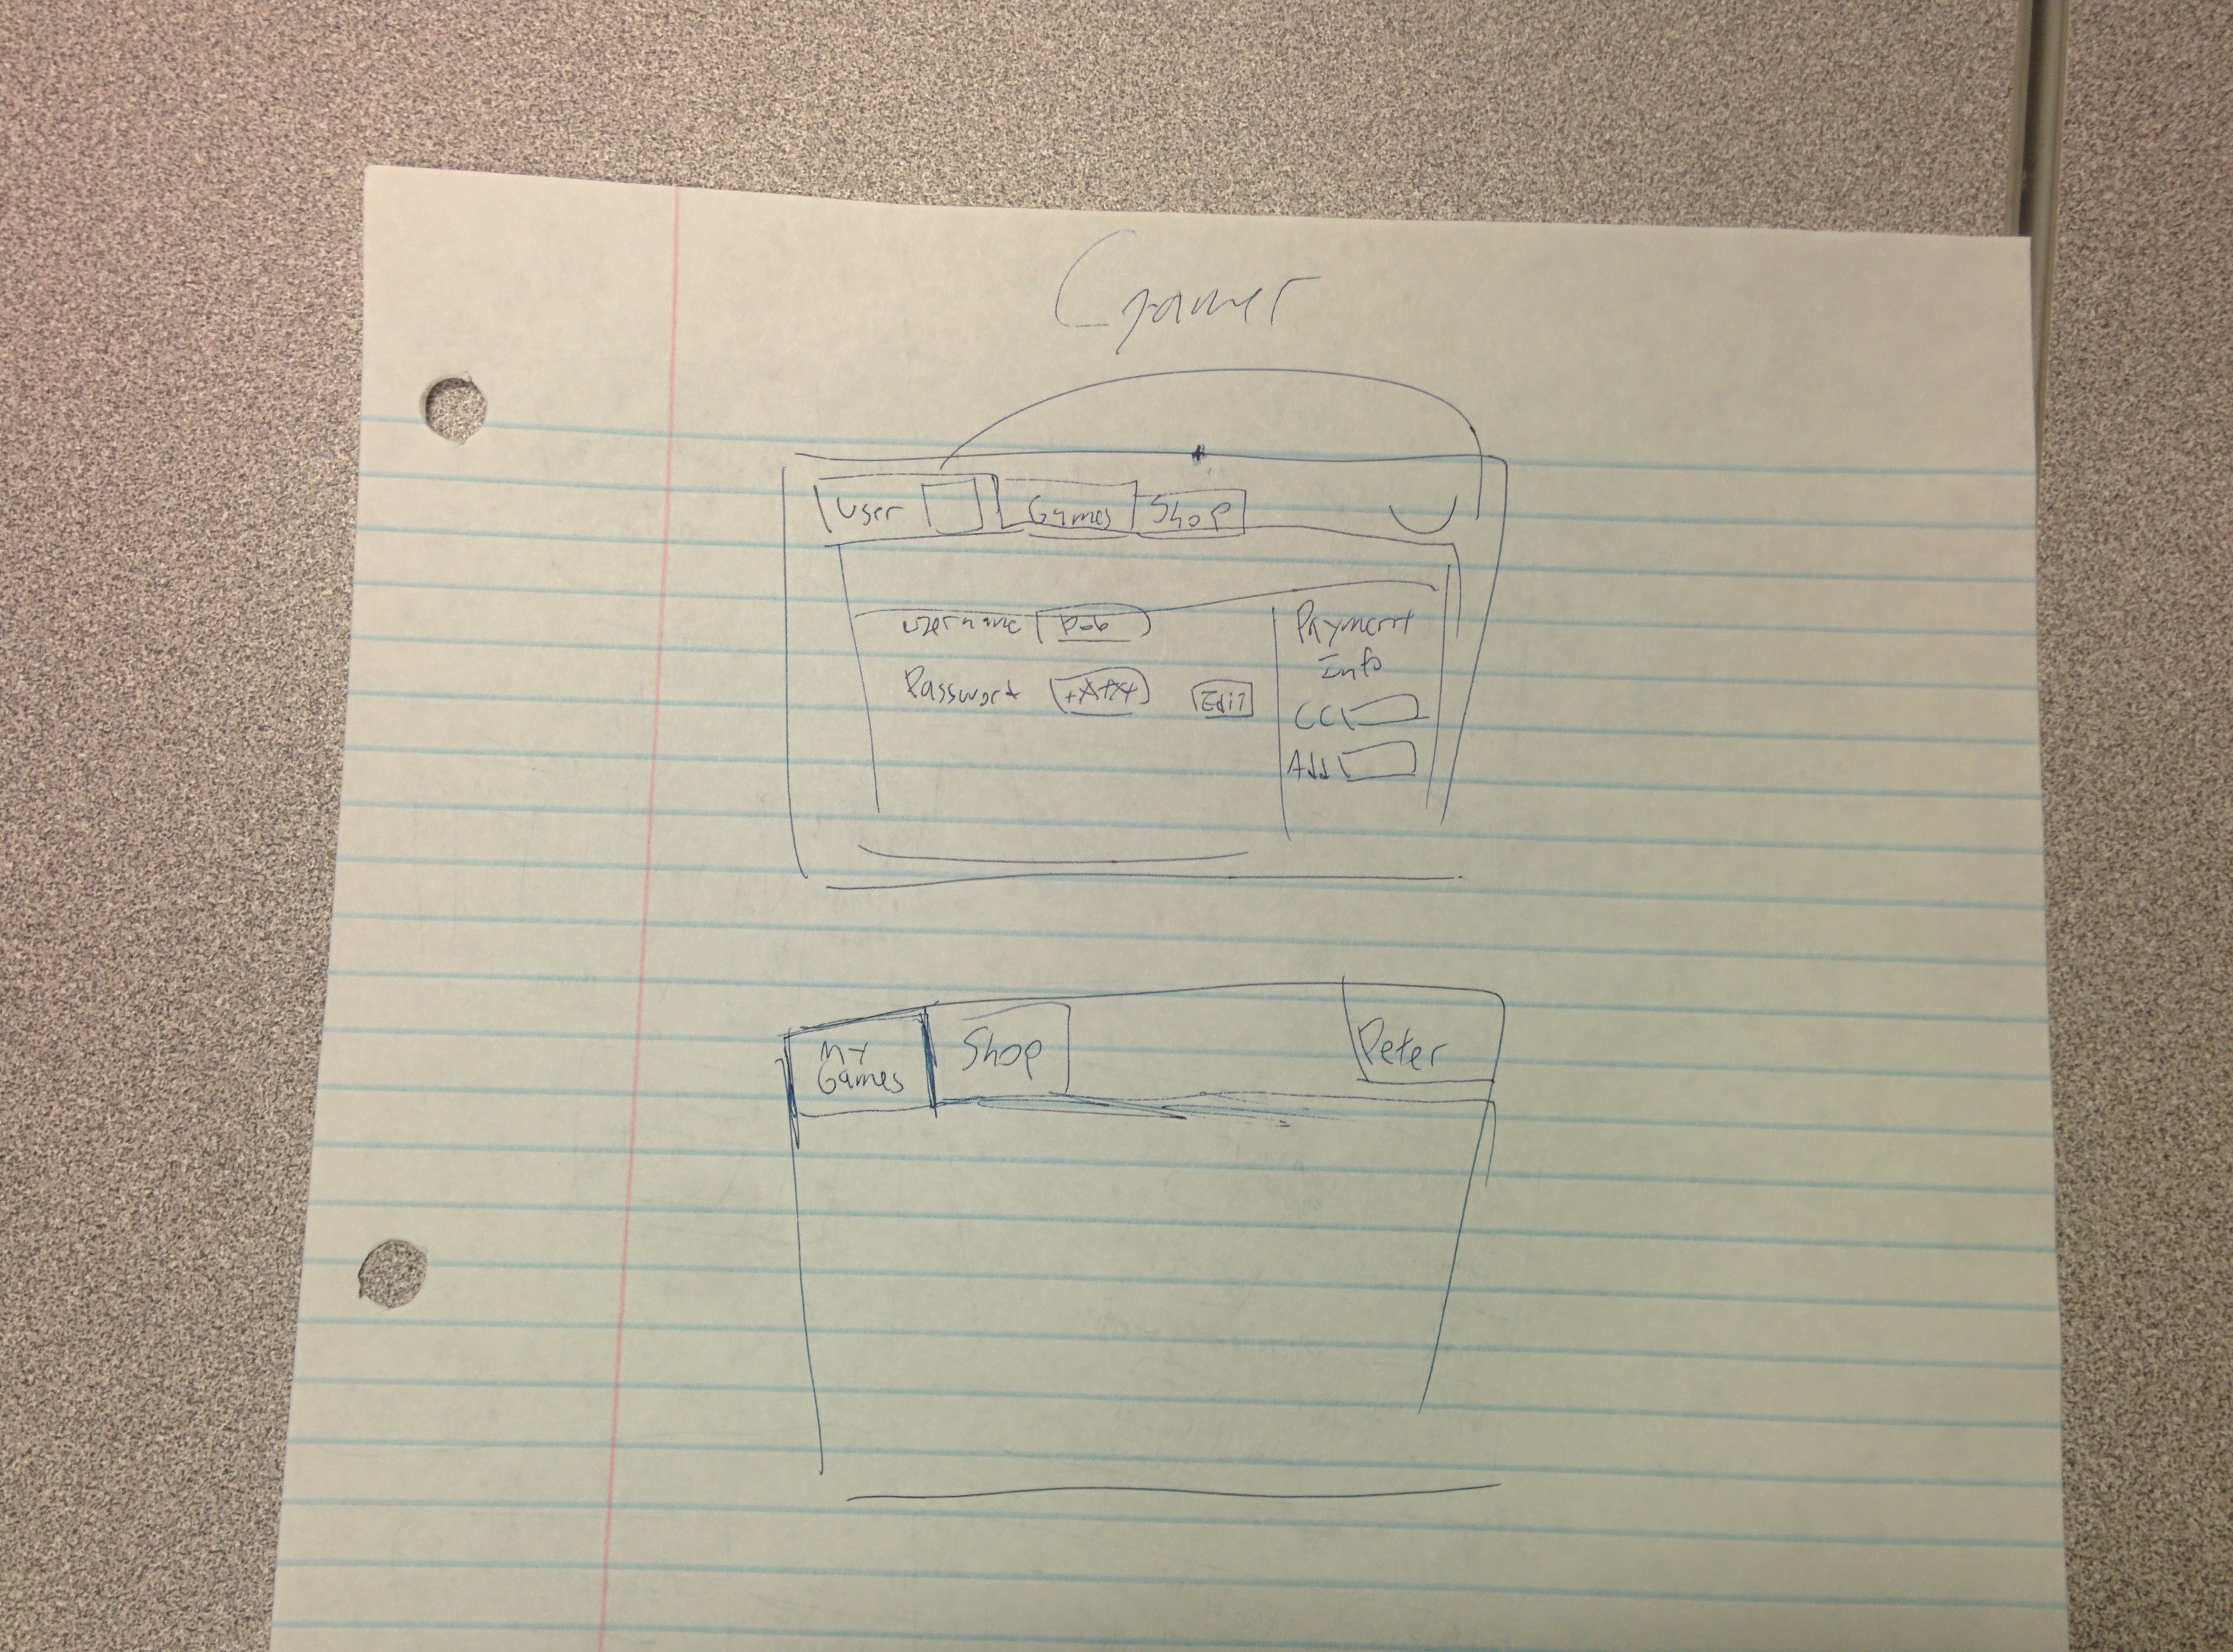 Gamer
User Games Shop
username Bob
Payment
Info
Password Edit
CC
Add
My
Games
Shop
Peter